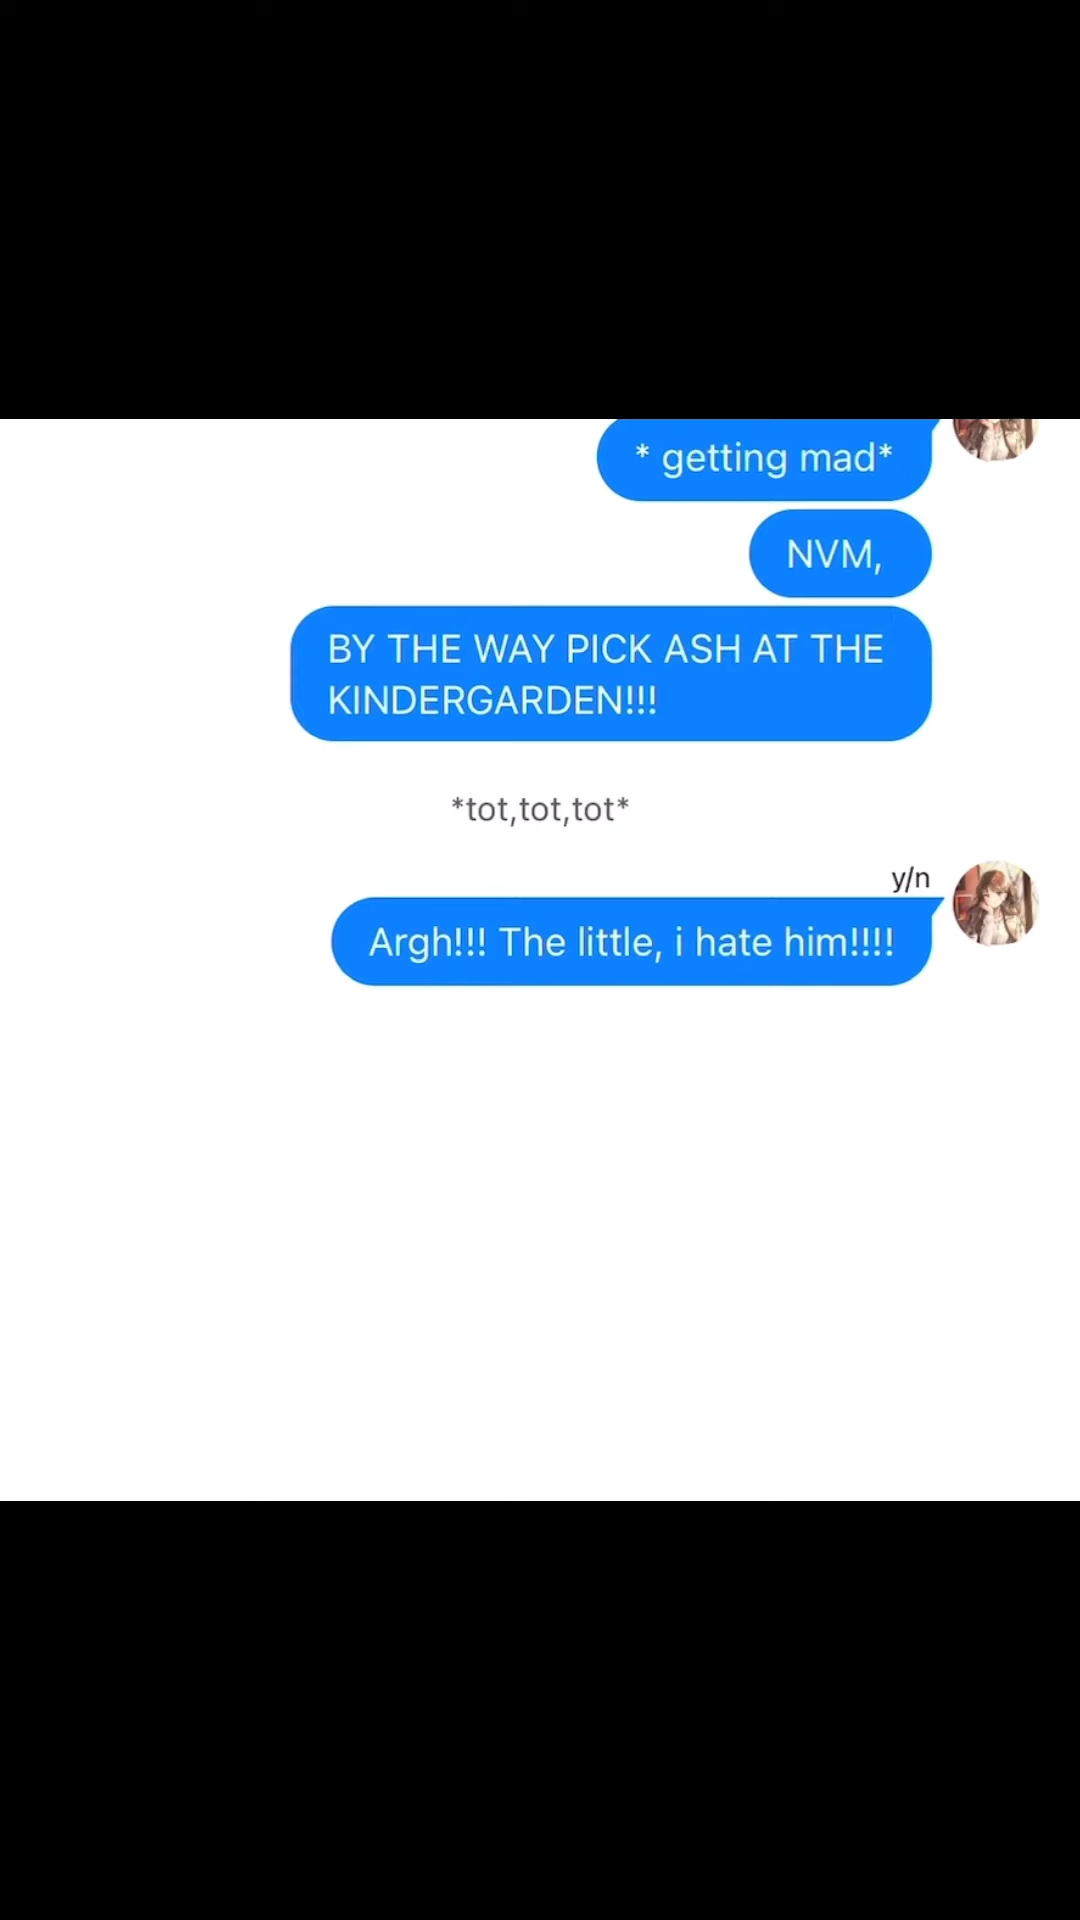 * getting mad*
NVM,
BY THE WAY PICK ASH AT THE
KINDERGARDEN!!!
*tot,tot,tot*
y/n
Argh!!! The little, i hate him!!!!